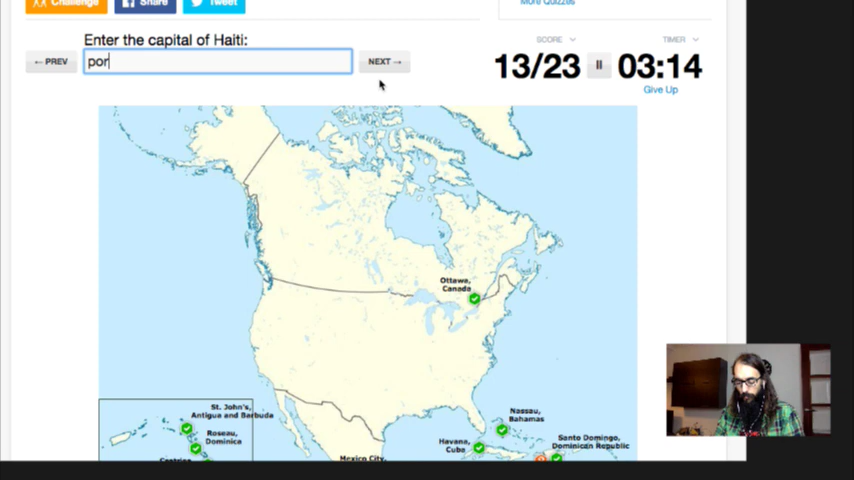 Challenge
Share
Tweet
More Quizzes
Enter the capital of Haiti:
← PREV
por
NEXT →
SCORE
TIMER
13/23
03:14
Give Up
Ottawa,
Canada
St. John's,
Antigua and Barbuda
Roseau,
Dominica
Castries
Nassau,
Bahamas
Havana,
Cuba
Santo Domingo,
Dominican Republic
Mexico City,